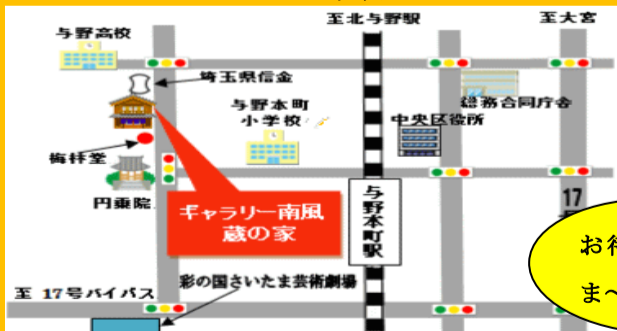 至北与野駅
至大宮
与野高校
埼玉県信金
総務合同庁舎
与野本町
小学校
中央区役所
梅林堂
円乗院
ギャラリー南風
蔵の家
与野本町駅
17
お待
ま～
至 17号バイパス
彩の国さいたま芸術劇場